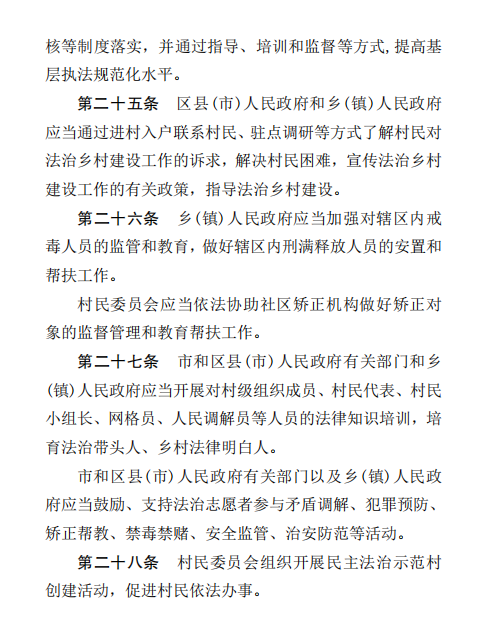 核等制度落实，并通过指导、培训和监督等方式,提高基
层执法规范化水平。
第二十五条　区县(市)人民政府和乡(镇)人民政府
应当通过进村入户联系村民、驻点调研等方式了解村民对
法治乡村建设工作的诉求，解决村民困难，宣传法治乡村
建设工作的有关政策，指导法治乡村建设。
第二十六条　乡(镇)人民政府应当加强对辖区内戒
毒人员的监管和教育，做好辖区内刑满释放人员的安置和
帮扶工作。
村民委员会应当依法协助社区矫正机构做好矫正对
象的监督管理和教育帮扶工作。
第二十七条　市和区县(市)人民政府有关部门和乡
(镇)人民政府应当开展对村级组织成员、村民代表、村民
小组长、网格员、人民调解员等人员的法律知识培训，培
育法治带头人、乡村法律明白人。
市和区县(市)人民政府有关部门以及乡(镇)人民政
府应当鼓励、支持法治志愿者参与矛盾调解、犯罪预防、
矫正帮教、禁毒禁赌、安全监管、治安防范等活动。
第二十八条　村民委员会组织开展民主法治示范村
创建活动，促进村民依法办事。